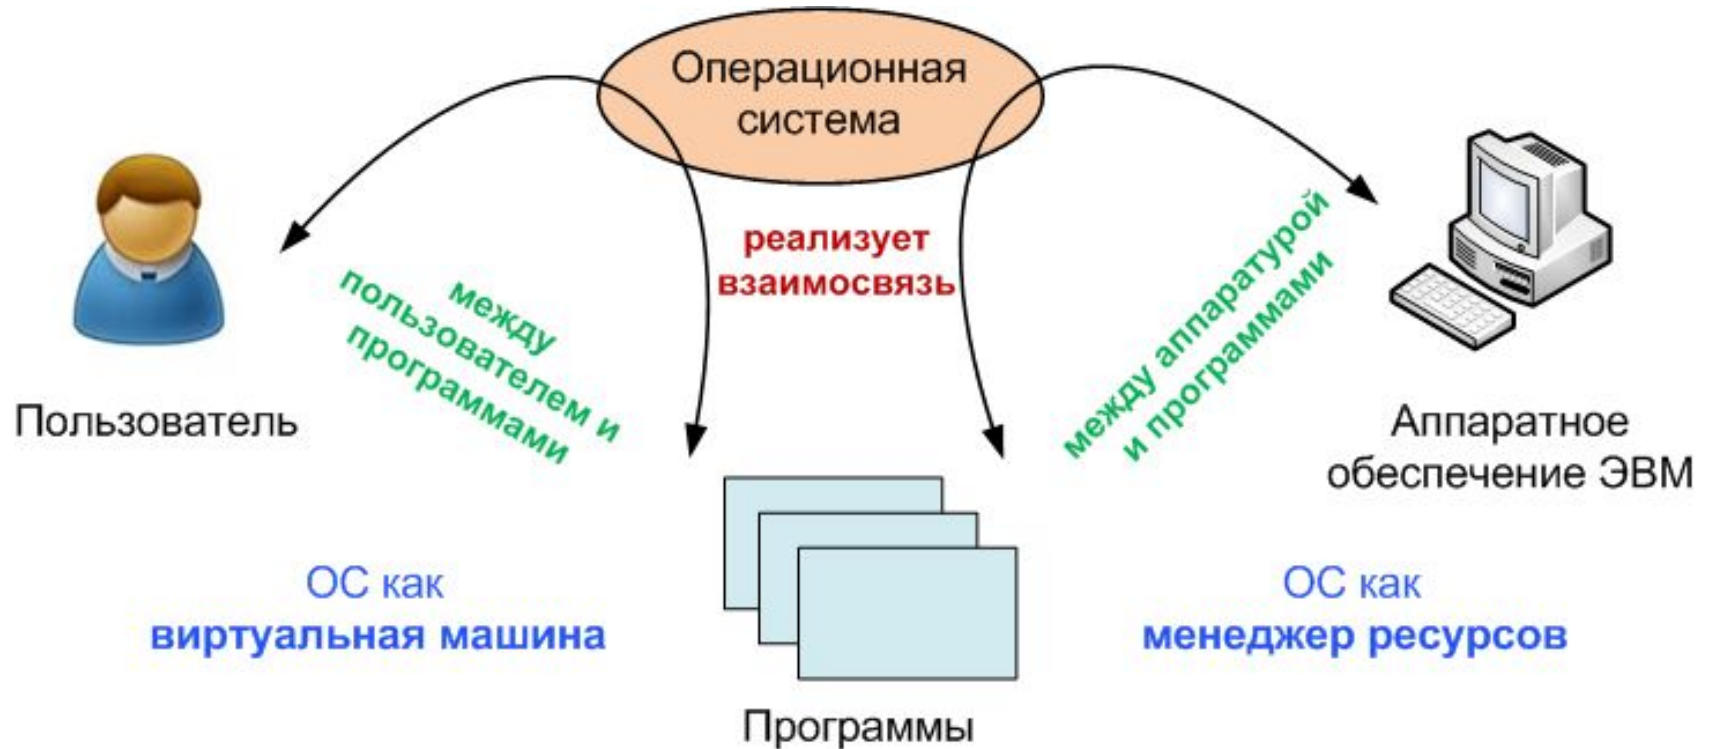 Операционная
система
реализует
взаимосвязь
между
пользователем и
программами
между аппаратурой
и программами
Пользователь
Аппаратное
обеспечение ЭВМ
ОС как
виртуальная машина
ОС как
менеджер ресурсов
Программы